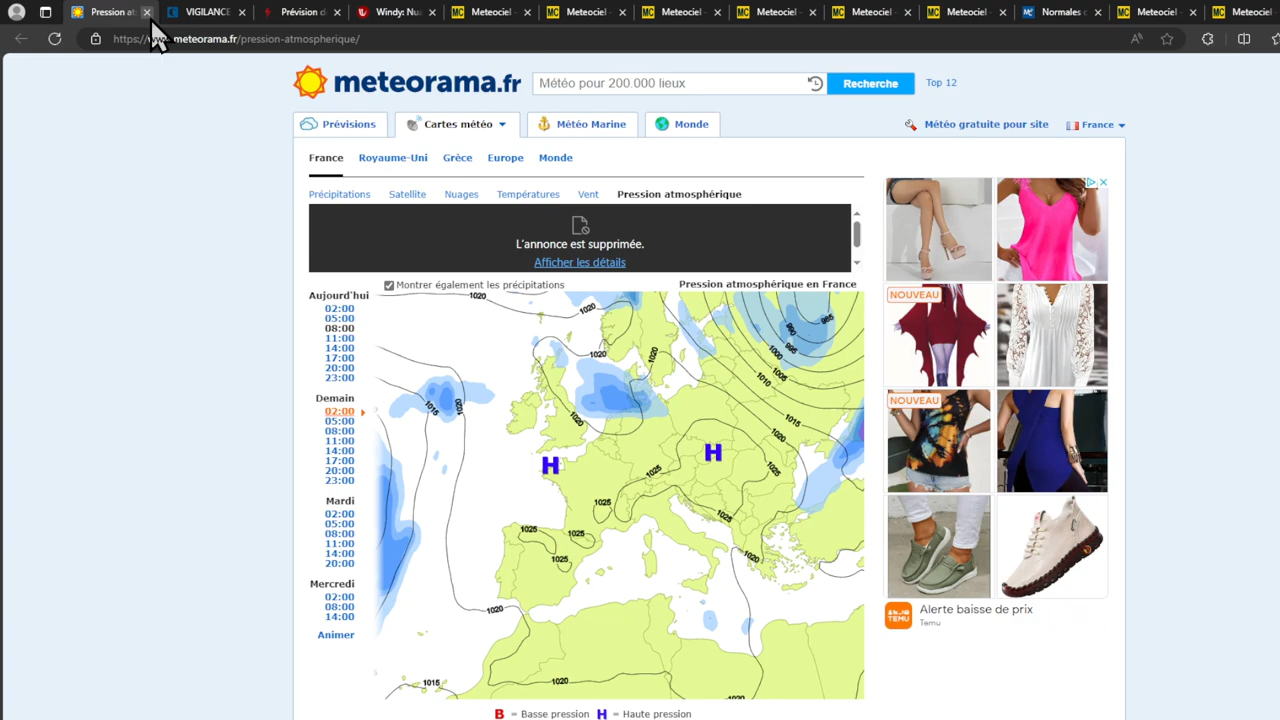 Pression at
VIGILANCE
Prévision d
Windy: Nu
Meteociel
Meteociel
Meteociel
Meteociel
Meteociel
Meteociel
Normales c
Meteociel
Meteociel
meteorama.fr/pression-atmospherique/
meteorama.fr
Météo pour 200.000 lieux
Recherche
Top 12
Prévisions
Cartes météo
Météo Marine
Monde
Météo gratuite pour site
France
France
Royaume-Uni
Grèce
Europe
Monde
Précipitations
Satellite
Nuages
Températures
Vent
Pression atmosphérique
L'annonce est supprimée.
Afficher les détails
Montrer également les précipitations
Pression atmosphérique en France
Aujourd'hui
02:00
05:00
08:00
11:00
14:00
17:00
20:00
23:00
Demain
02:00
05:00
08:00
11:00
14:00
17:00
20:00
23:00
Mardi
02:00
05:00
08:00
11:00
14:00
20:00
Mercredi
02:00
08:00
14:00
Animer
1020
1020
1020
1020
1020
1015
1020
985
990
995
1000
1005
1010
1015
1020
1025
H
H
1025
1025
1025
1025
1025
1025
1020
1020
1020
1015
1020
B = Basse pression H = Haute pression
NOUVEAU
NOUVEAU
TEMU
Alerte baisse de prix
Temu